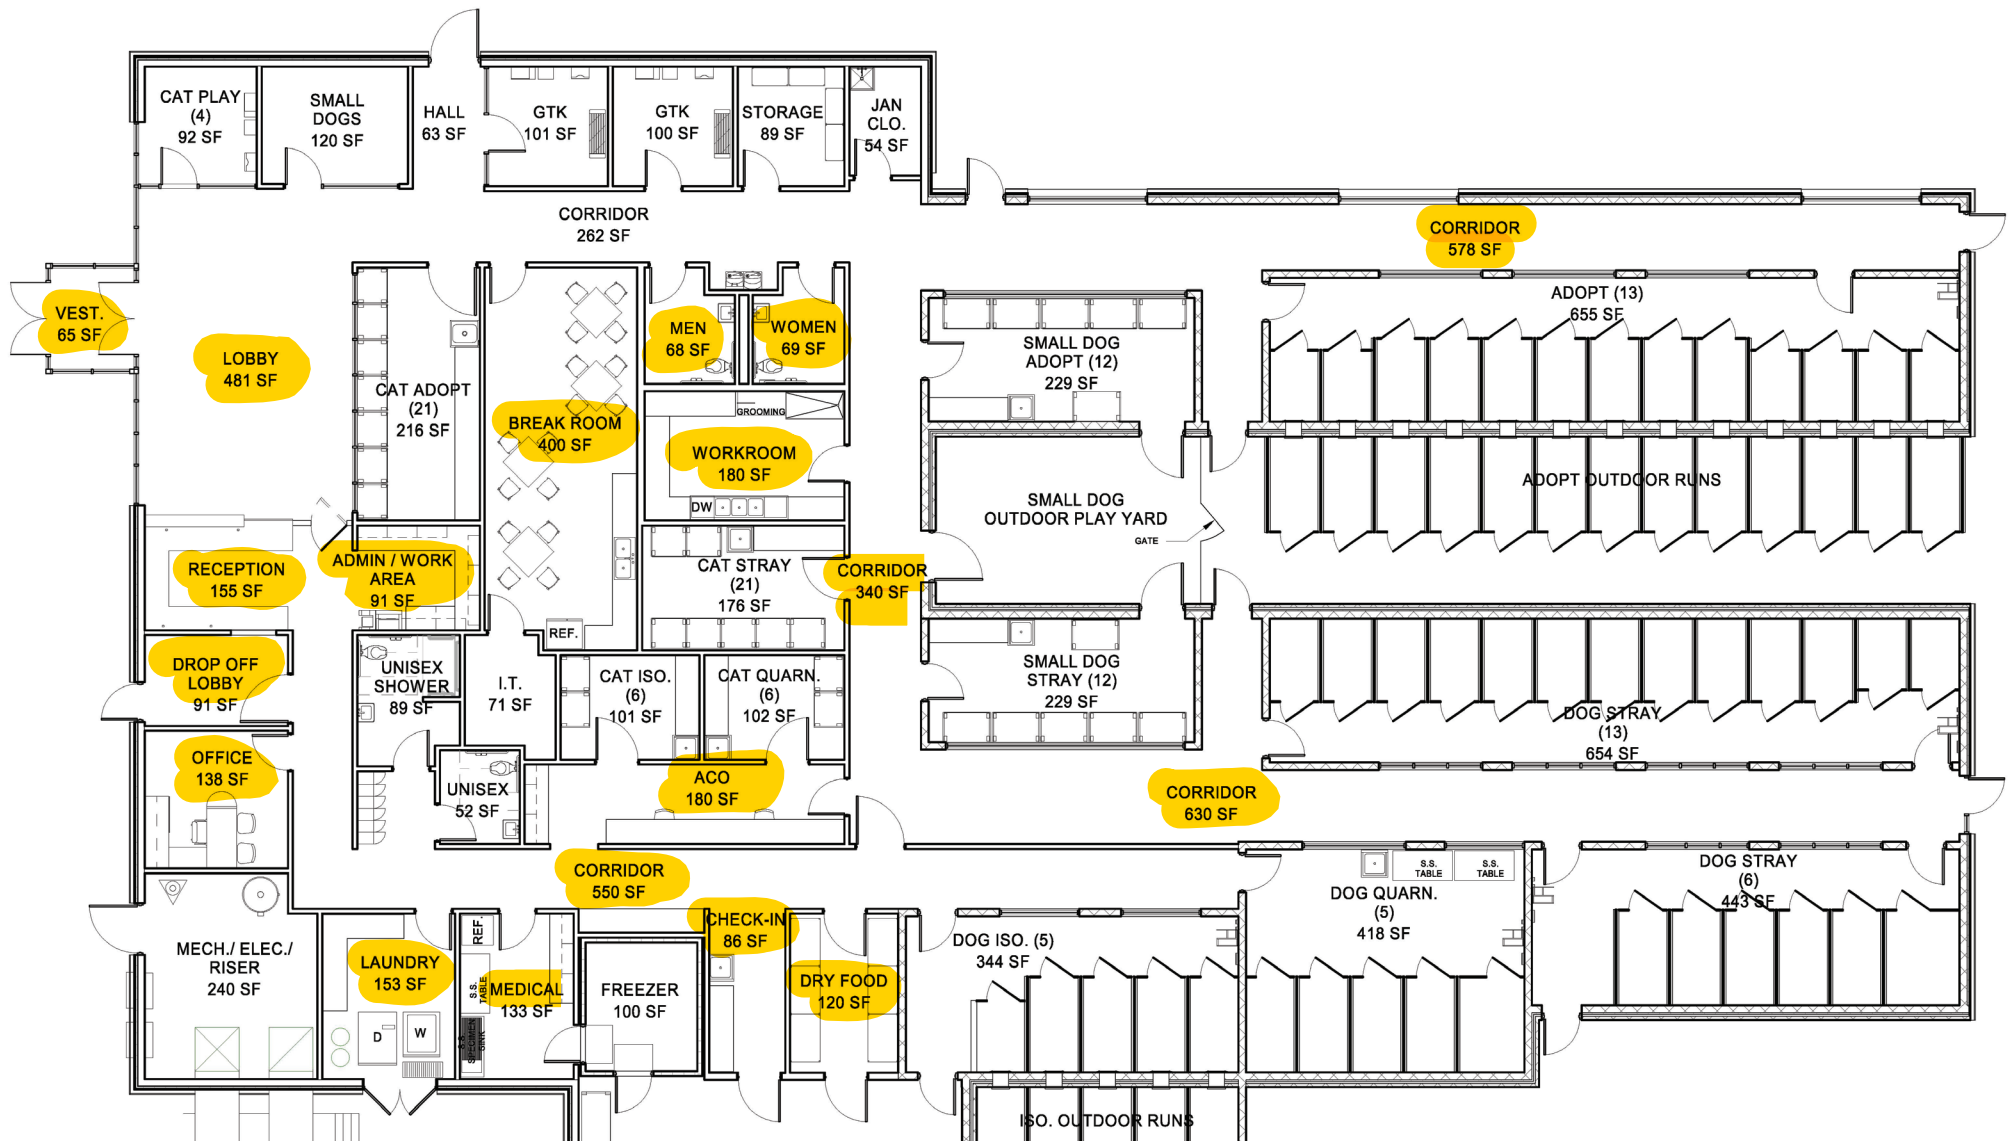 CAT PLAY
(4)
92 SF
SMALL
DOGS
120 SF
HALL
63 SF
GTK
101 SF
GTK
100 SF
STORAGE
89 SF
JAN
CLO.
54 SF
CORRIDOR
262 SF
CORRIDOR
578 SF
VEST.
65 SF
LOBBY
481 SF
CAT ADOPT
(21)
216 SF
BREAK ROOM
400 SF
MEN
68 SF
WOMEN
69 SF
GROOMING
WORKROOM
180 SF
DW
SMALL DOG
ADOPT (12)
229 SF
ADOPT (13)
655 SF
ADOPT OUTDOOR RUNS
SMALL DOG
OUTDOOR PLAY YARD
GATE
RECEPTION
155 SF
ADMIN / WORK
AREA
91 SF
CAT STRAY
(21)
176 SF
CORRIDOR
340 SF
REF.
DROP OFF
LOBBY
91 SF
UNISEX
SHOWER
89 SF
I.T.
71 SF
CAT ISO.
(6)
101 SF
CAT QUARN.
(6)
102 SF
SMALL DOG
STRAY (12)
229 SF
DOG STRAY
(13)
654 SF
OFFICE
138 SF
UNISEX
52 SF
ACO
180 SF
CORRIDOR
630 SF
CORRIDOR
550 SF
S.S.
TABLE
S.S.
TABLE
DOG QUARN.
(5)
418 SF
DOG STRAY
(6)
443 SF
MECH./ ELEC./
RISER
240 SF
LAUNDRY
153 SF
D
W
REF.
S.S.
TABLE
MEDICAL
133 SF
S.S.
SPECIMEN
SINK
FREEZER
100 SF
CHECK-IN
86 SF
DRY FOOD
120 SF
DOG ISO. (5)
344 SF
ISO. OUTDOOR RUNS